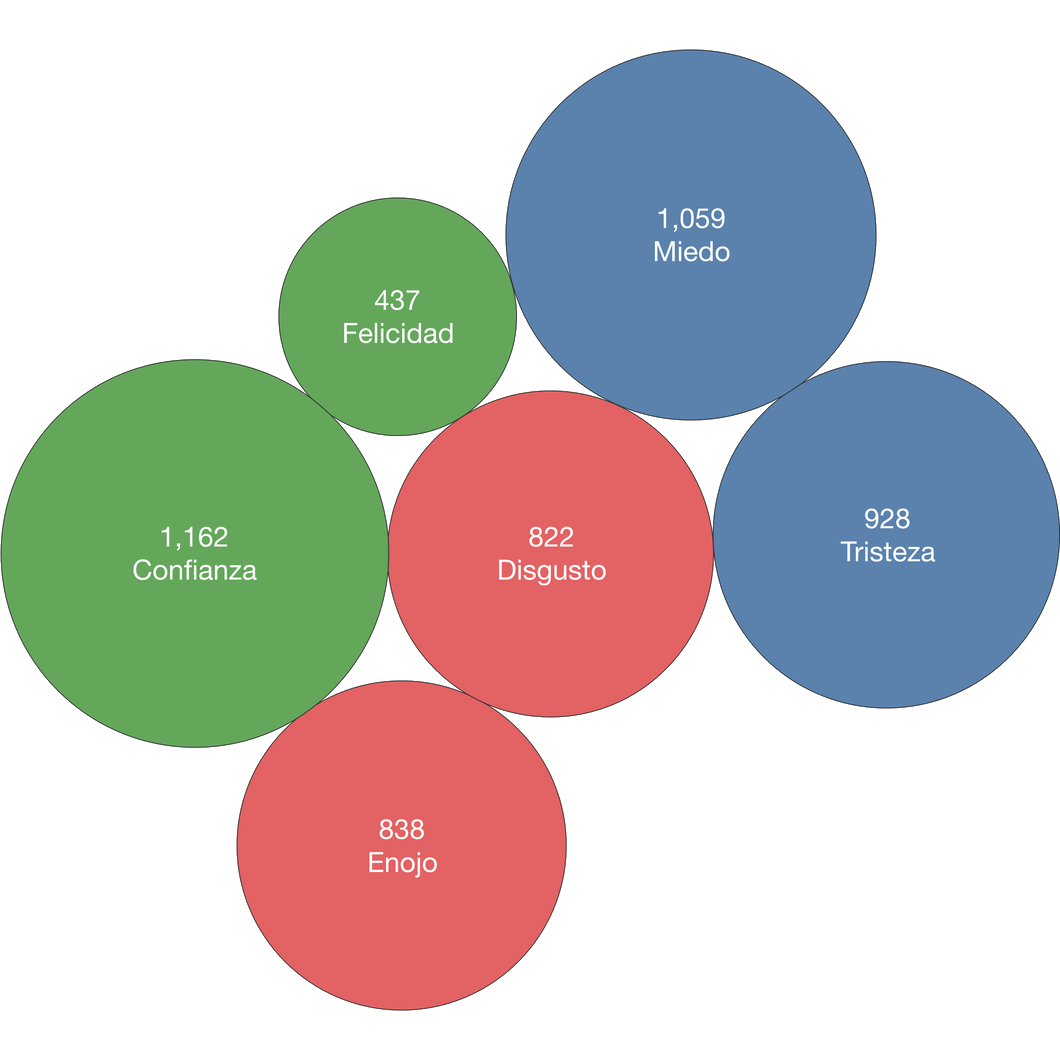 1,059
Miedo
437
Felicidad
1,162
Confianza
822
Disgusto
928
Tristeza
838
Enojo